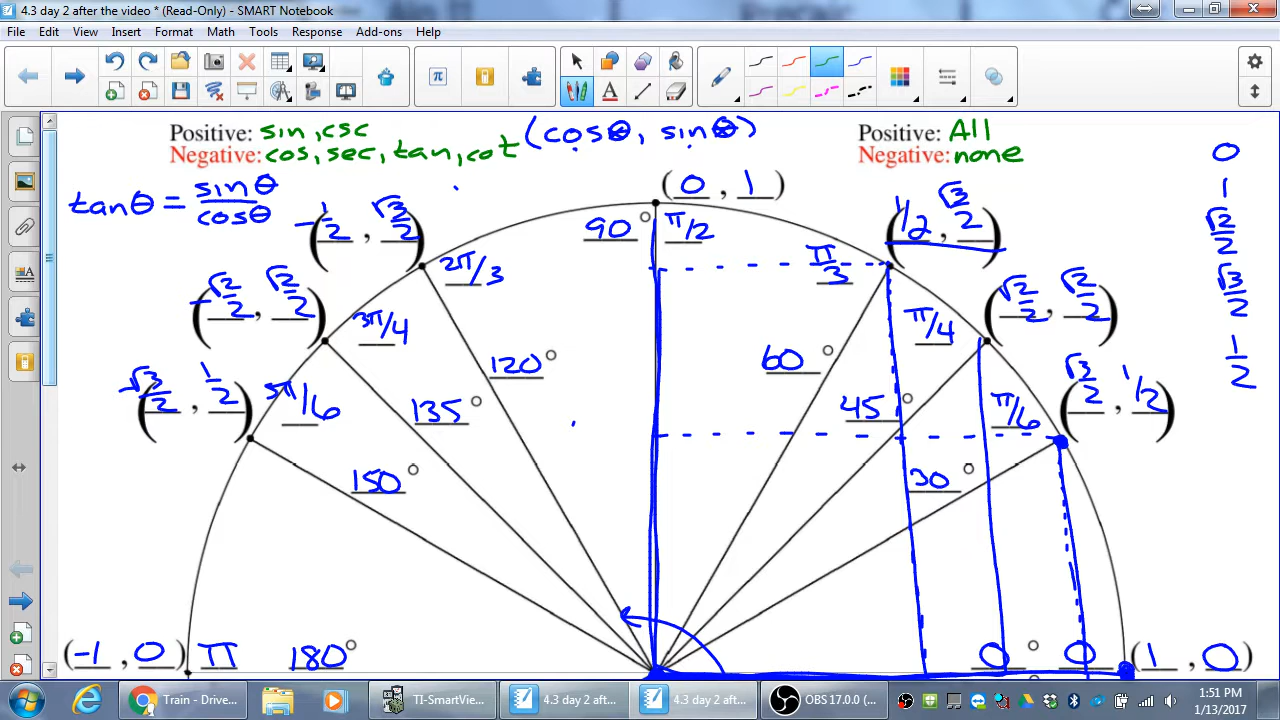 4.3 day 2 after the video * (Read-Only) - SMART Notebook
File Edit View Insert Format Math Tools Response Add-ons Help
Positive: sin, csc
Negative: cos, sec, tan, cot
(cosθ, sinθ)
Positive: All
Negative: none
tanθ = sinθ/cosθ
0
1
√2/2
√3/2
1/2
(0, 1)
90° π/2
(-1/2, √3/2)
2π/3
120°
(-√2/2, √2/2)
3π/4
135°
(-√3/2, 1/2)
5π/6
150°
(-1, 0) π 180°
(1/2, √3/2)
π/3
60°
(√2/2, √2/2)
π/4
45°
(√3/2, 1/2)
π/6
30°
0° 0 (1, 0)
Train - Drive...
TI-SmartVie...
4.3 day 2 aft...
4.3 day 2 aft...
OBS 17.0.0 (...
1:51 PM
1/13/2017